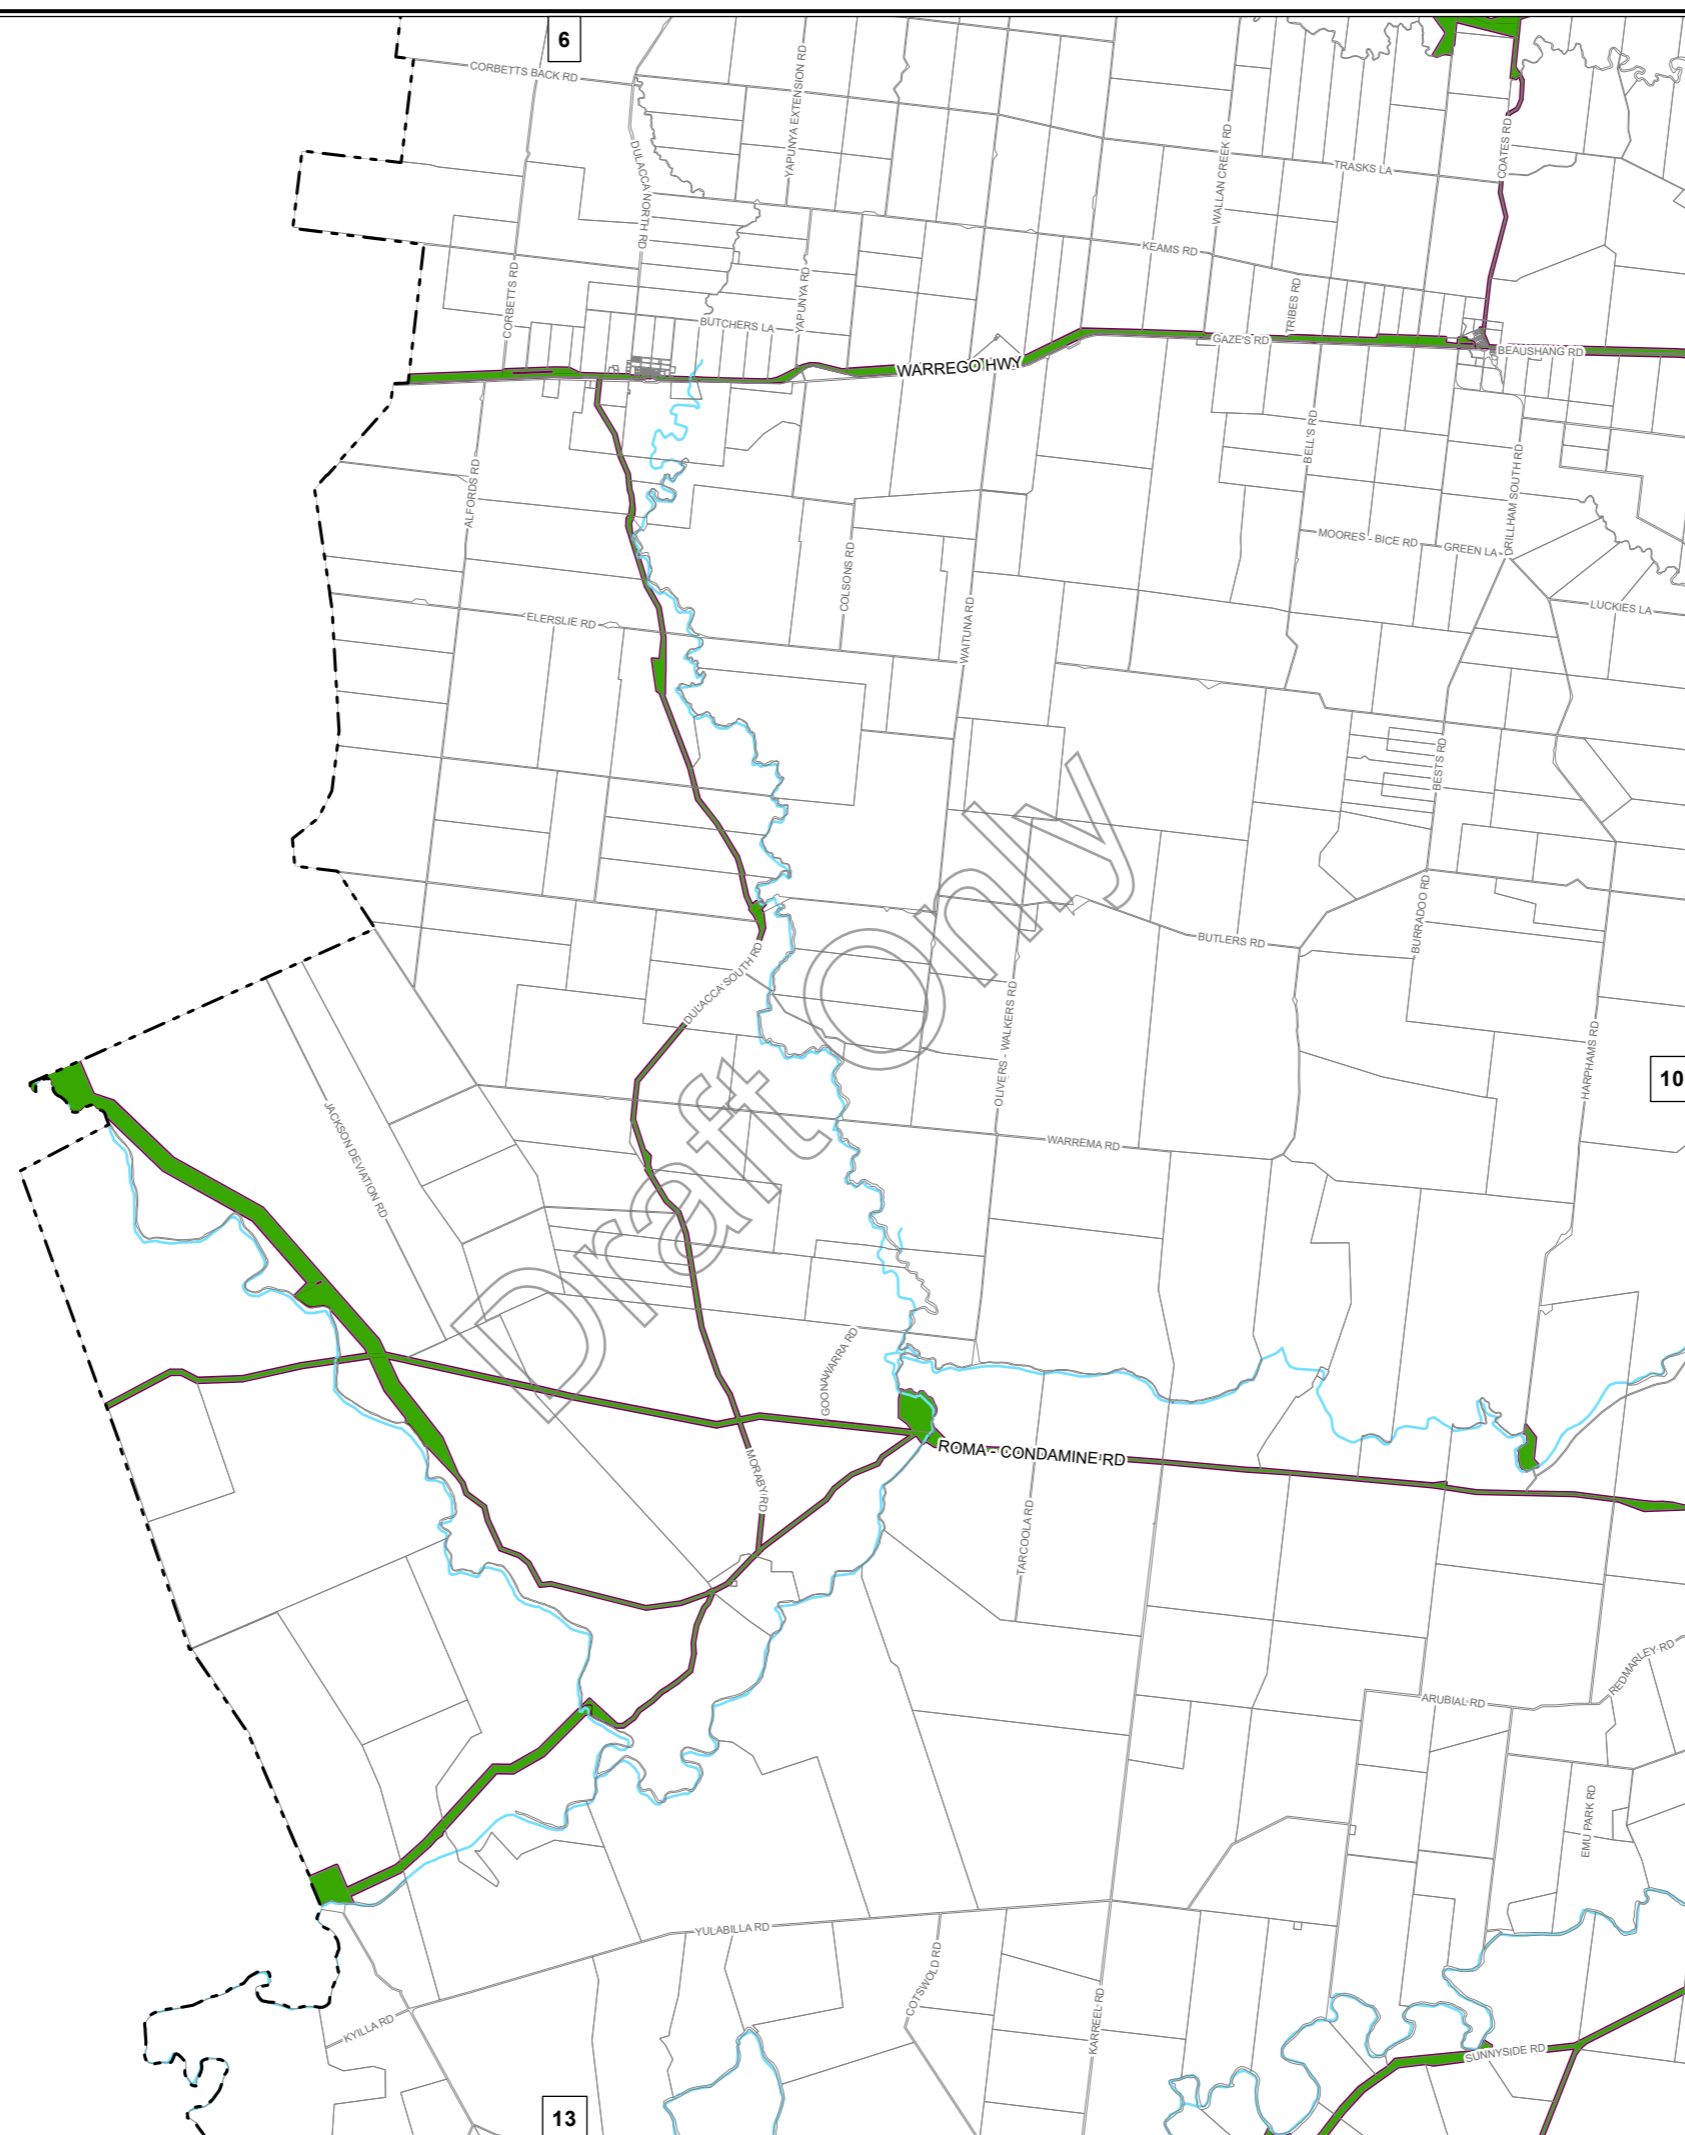 6
CORBETTS BACK RD
YAPUNYA EXTENSION RD
DULACCA NORTH RD
WALLAN CREEK RD
TRASKS LA
COATES RD
KEAMS RD
CORBETTS RD
YAPUNYA RD
TRIBES RD
BUTCHERS LA
GAZE'S RD
BEAUSHANG RD
WARREGO HWY
ALFORDS RD
BELL'S RD
DRILLHAM SOUTH RD
MOORES - BICE RD
GREEN LA
COLSONS RD
WAITUNA RD
LUCKIES LA
ELERSLIE RD
BESTS RD
BURRADOO RD
BUTLERS RD
DULACCA SOUTH RD
OLIVERS - WALKERS RD
HARPHAMS RD
10
JACKSON DEVIATION RD
WARREMA RD
Draft Only
GOONAWARRA RD
ROMA - CONDAMINE RD
MORABY RD
TARCOOLA RD
REDMARLEY RD
ARUBIAL RD
EMU PARK RD
YULABILLA RD
COTSWOLD RD
KARREEL RD
KYILLA RD
SUNNYSIDE RD
13